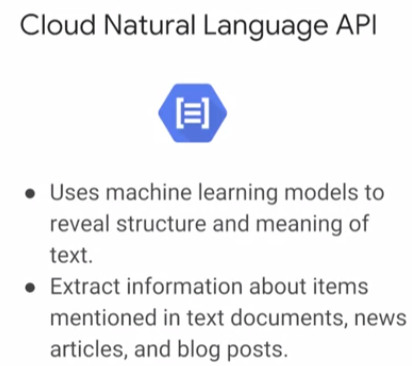 Cloud Natural Language API
● Uses machine learning models to
reveal structure and meaning of
text.
● Extract information about items
mentioned in text documents, news
articles, and blog posts.